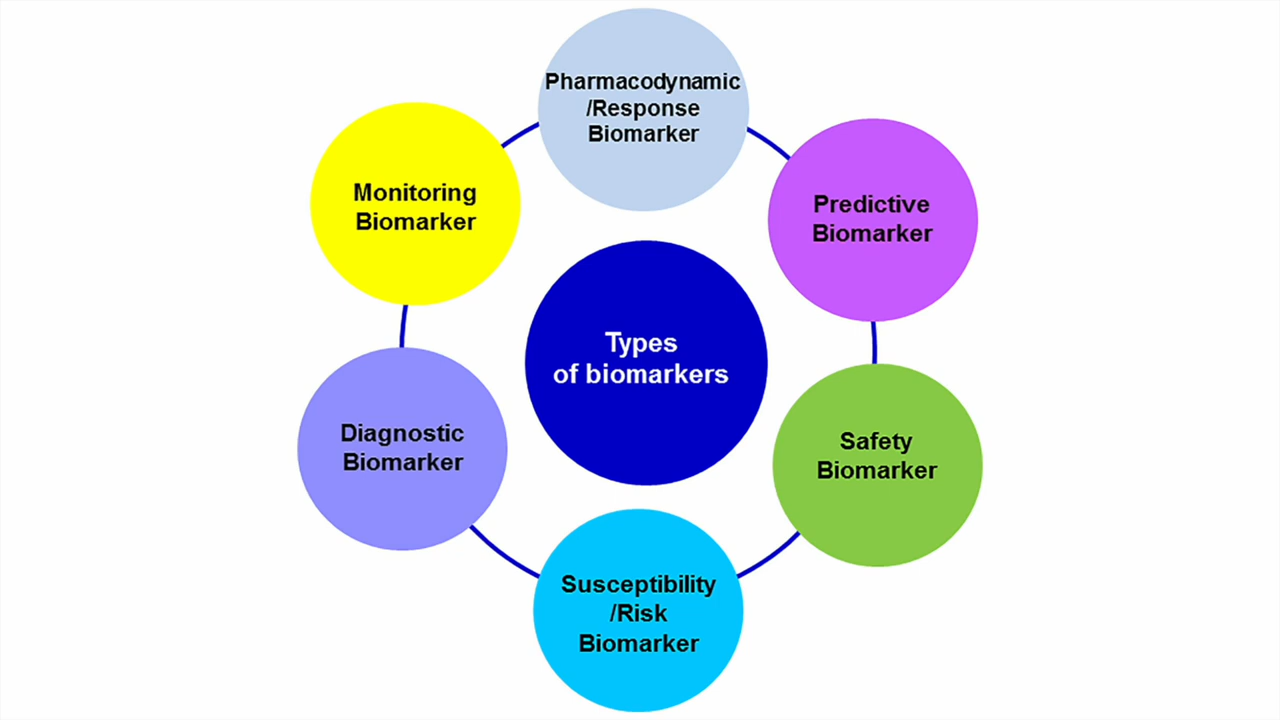 Pharmacodynamic
/Response
Biomarker
Monitoring
Biomarker
Predictive
Biomarker
Types
of biomarkers
Diagnostic
Biomarker
Safety
Biomarker
Susceptibility
/Risk
Biomarker